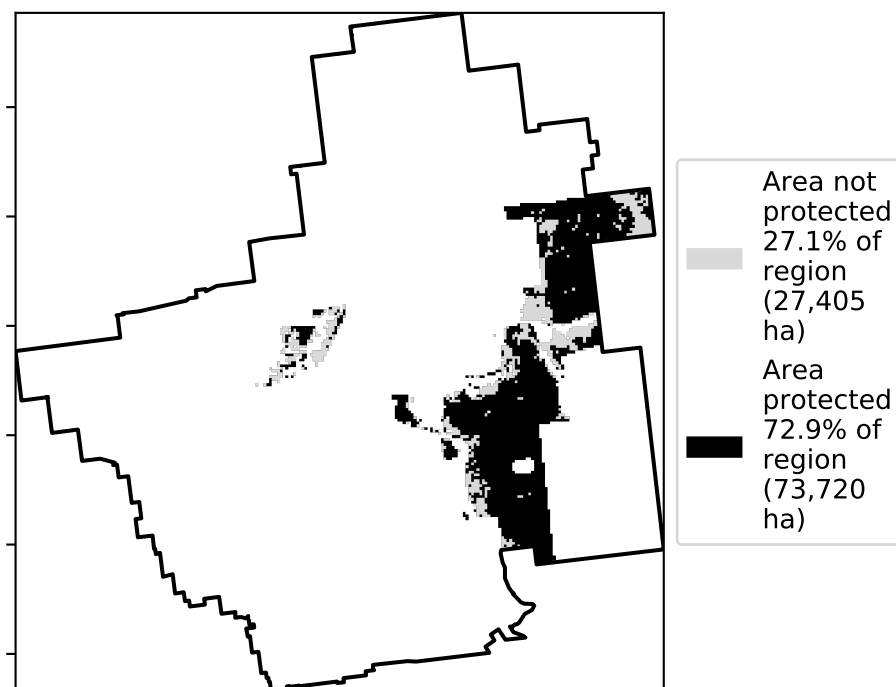 Area not
protected
27.1% of
region
(27,405
ha)
Area
protected
72.9% of
region
(73,720
ha)